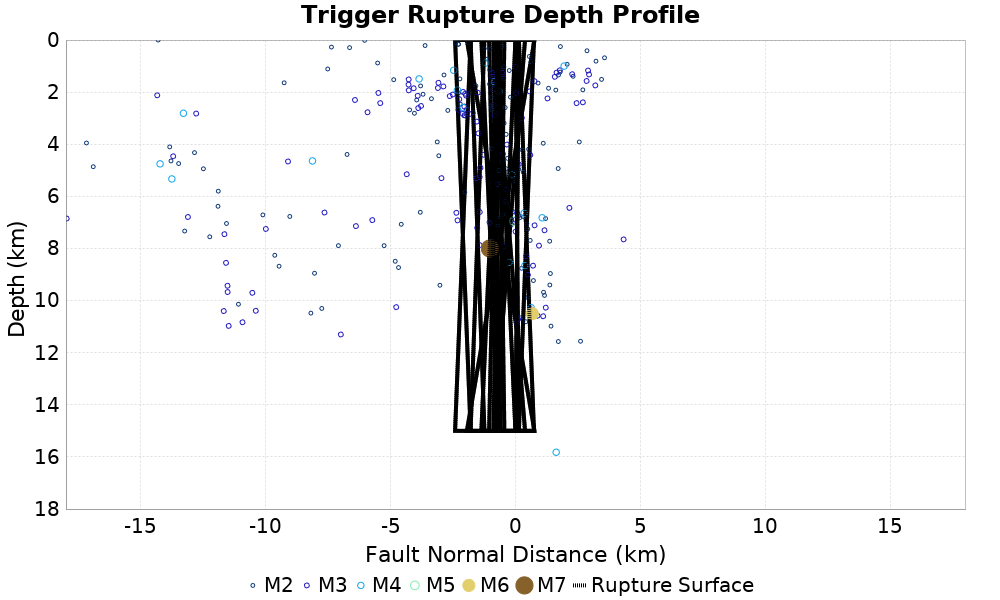 Trigger Rupture Depth Profile
0
2
4
6
8
10
12
14
16
18
Depth (km)
-15 -10 -5 0 5 10 15
Fault Normal Distance (km)
M2 M3 M4 M5 M6 M7 Rupture Surface